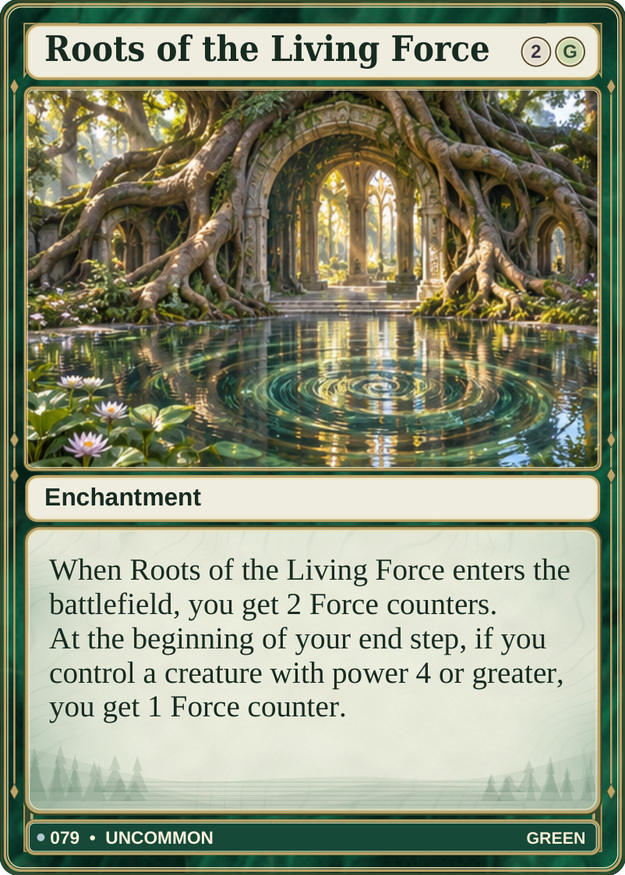 Roots of the Living Force 2 G
Enchantment
When Roots of the Living Force enters the
battlefield, you get 2 Force counters.
At the beginning of your end step, if you
control a creature with power 4 or greater,
you get 1 Force counter.
079 • UNCOMMON GREEN